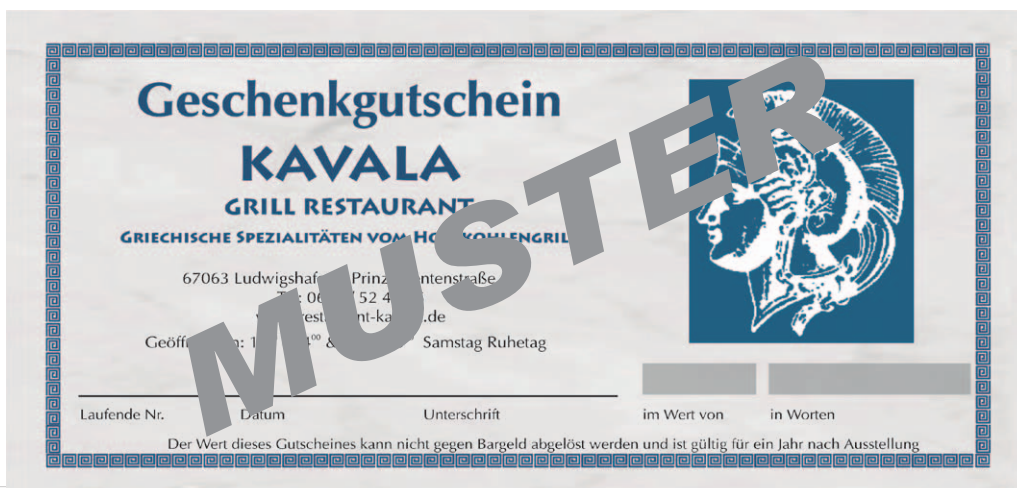 Geschenkgutschein
KAVALA
GRILL RESTAURANT
GRIECHISCHE SPEZIALITÄTEN VOM
67063
Samstag Ruhetag
MUSTER
Laufende Nr. Datum Unterschrift im Wert von in Worten
Der Wert dieses Gutscheines kann nicht gegen Bargeld abgelöst werden und ist gültig für ein Jahr nach Ausstellung